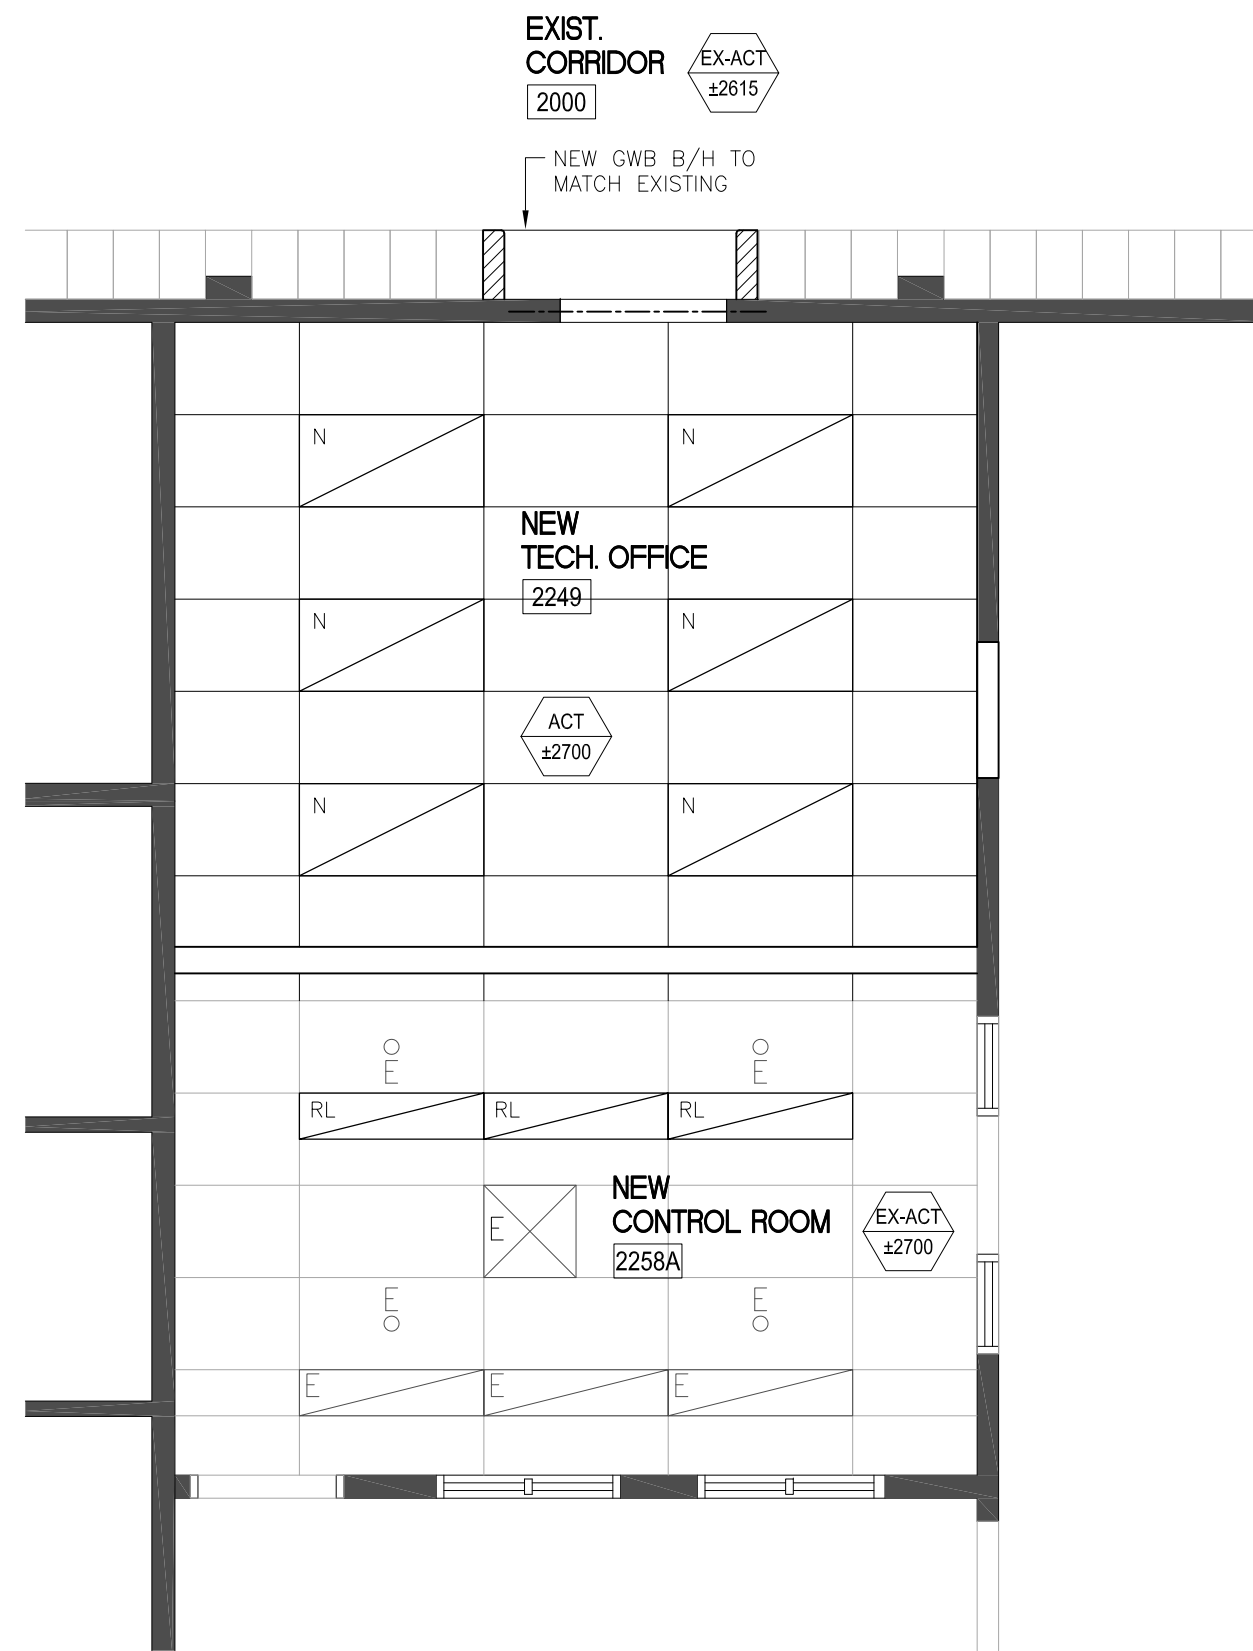 EXIST.
CORRIDOR
2000
EX-ACT
±2615
NEW GWB B/H TO
MATCH EXISTING
N
N
NEW
TECH. OFFICE
2249
N
N
ACT
±2700
N
N
E
E
RL
RL
RL
NEW
CONTROL ROOM
2258A
E
EX-ACT
±2700
E
E
E
E
E